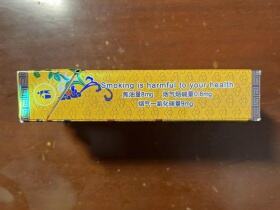 Smoking is harmful to your health
焦油量8mg 烟气烟碱量0.8mg
烟气一氧化碳量9mg